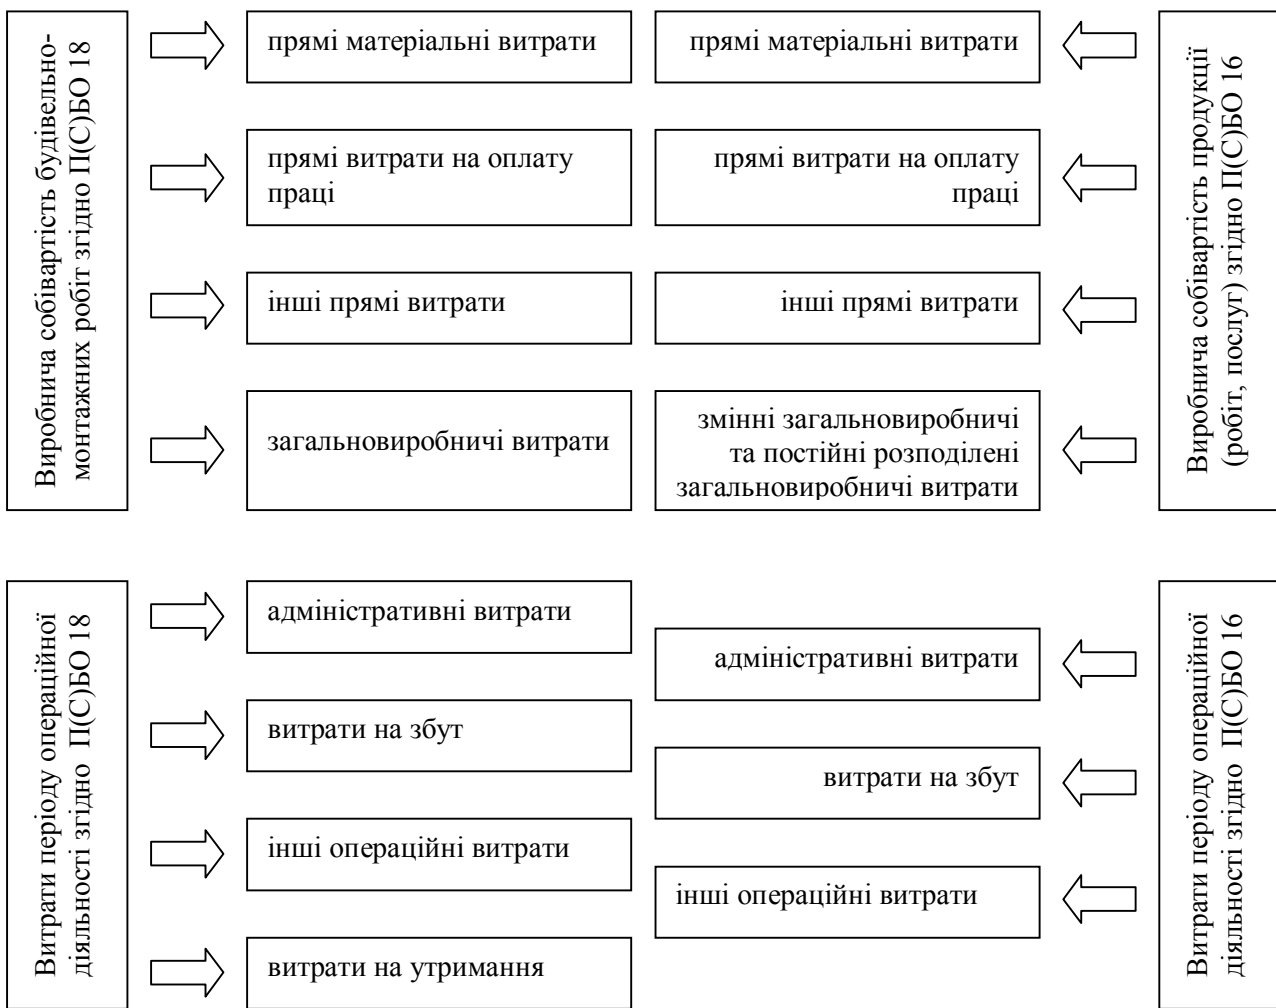 Виробнича собівартість будівельно-
монтажних робіт згідно П(С)БО 18
прямі матеріальні витрати
прямі витрати на оплату
праці
інші прямі витрати
загальновиробничі витрати
прямі матеріальні витрати
прямі витрати на оплату
праці
інші прямі витрати
змінні загальновиробничі
та постійні розподілені
загальновиробничі витрати
Виробнича собівартість продукції
(робіт, послуг) згідно П(С)БО 16
Витрати періоду операційної
діяльності згідно П(С)БО 18
адміністративні витрати
витрати на збут
інші операційні витрати
витрати на утримання
адміністративні витрати
витрати на збут
інші операційні витрати
Витрати періоду операційної
діяльності згідно П(С)БО 16